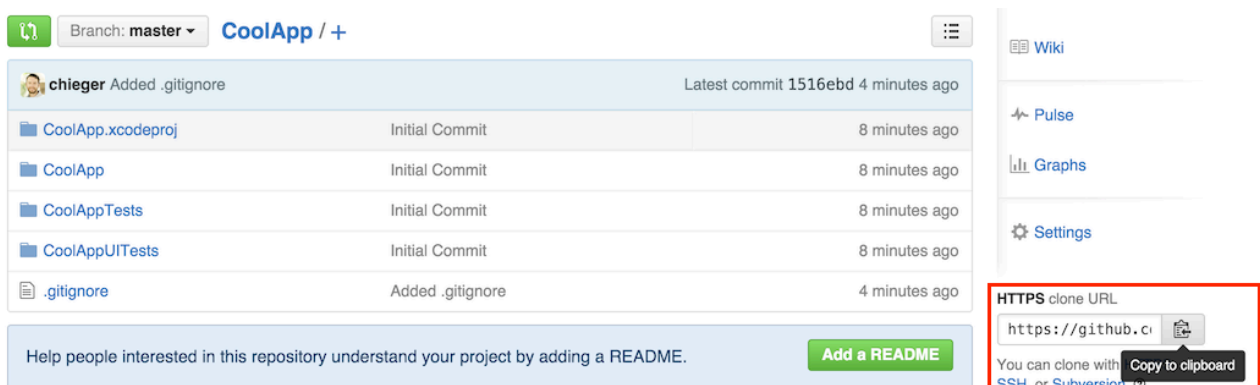 Branch: master
CoolApp / +
chieger Added .gitignore
Latest commit 1516ebd 4 minutes ago
CoolApp.xcodeproj Initial Commit 8 minutes ago
CoolApp Initial Commit 8 minutes ago
CoolAppTests Initial Commit 8 minutes ago
CoolAppUITests Initial Commit 8 minutes ago
.gitignore Added .gitignore 4 minutes ago
Help people interested in this repository understand your project by adding a README.
Add a README
Wiki
Pulse
Graphs
Settings
HTTPS clone URL
https://github.c
You can clone with
Copy to clipboard
SSH, or Subversion.